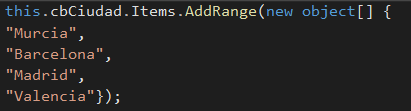 this.cbCiudad.Items.AddRange(new object[] {
"Murcia",
"Barcelona",
"Madrid",
"Valencia"});